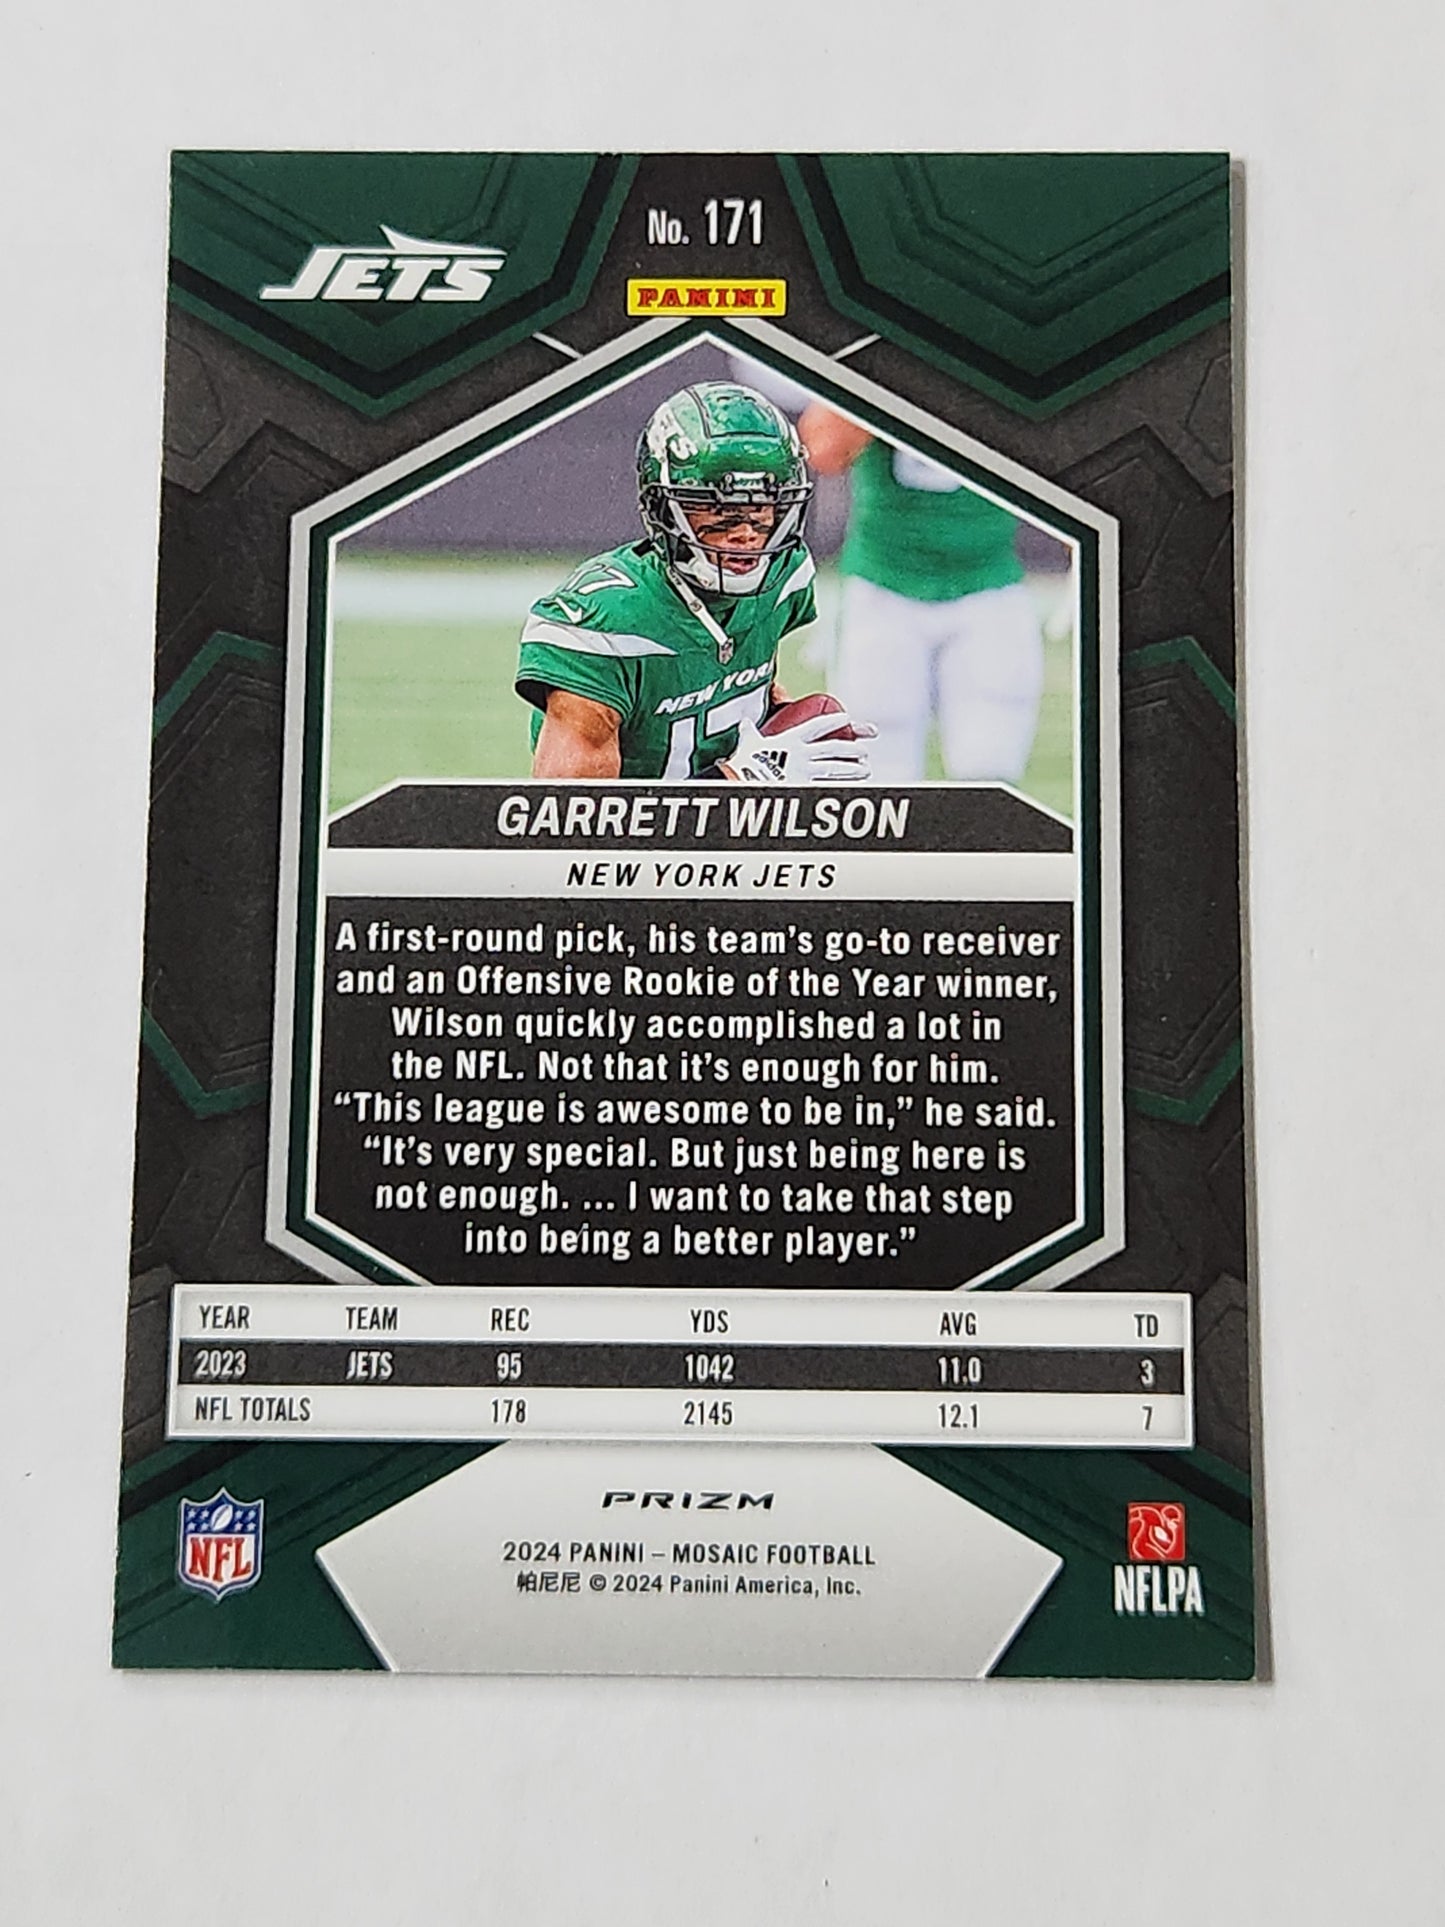 No. 171
JETS
PANINI
17
NEW YORK
17
adidas
GARRETT WILSON
NEW YORK JETS
A first-round pick, his team’s go-to receiver
and an Offensive Rookie of the Year winner,
Wilson quickly accomplished a lot in
the NFL. Not that it’s enough for him.
“This league is awesome to be in,” he said.
“It’s very special. But just being here is
not enough. ... I want to take that step
into being a better player.”
YEAR TEAM REC YDS AVG TD
2023 JETS 95 1042 11.0 3
NFL TOTALS 178 2145 12.1 7
PRIZM
NFL
2024 PANINI – MOSAIC FOOTBALL
帕尼尼 © 2024 Panini America, Inc.
NFLPA